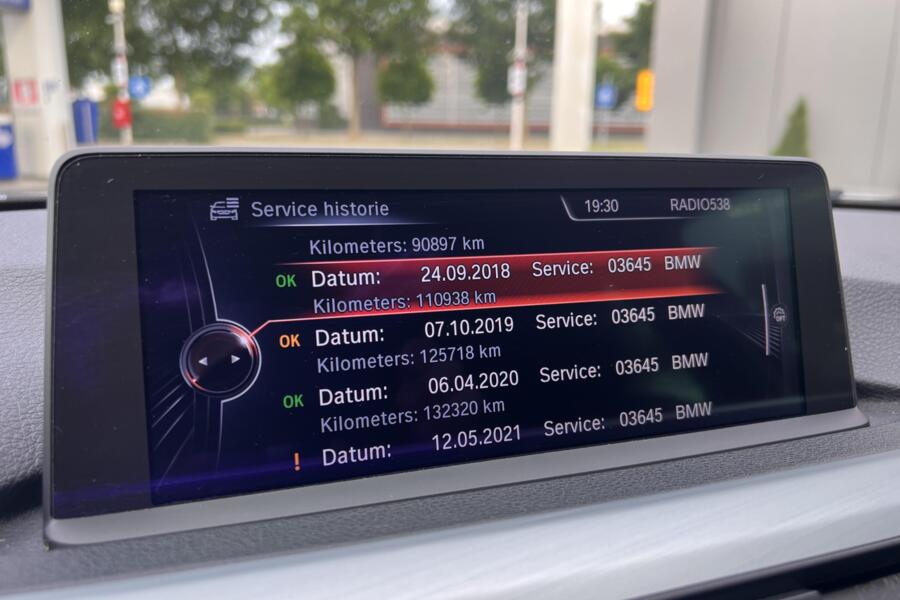 Service historie
19:30 RADIO538
Kilometers: 90897 km
OK Datum: 24.09.2018 Service: 03645 BMW
Kilometers: 110938 km
OK Datum: 07.10.2019 Service: 03645 BMW
Kilometers: 125718 km
OK Datum: 06.04.2020 Service: 03645 BMW
Kilometers: 132320 km
! Datum: 12.05.2021 Service: 03645 BMW
OFF